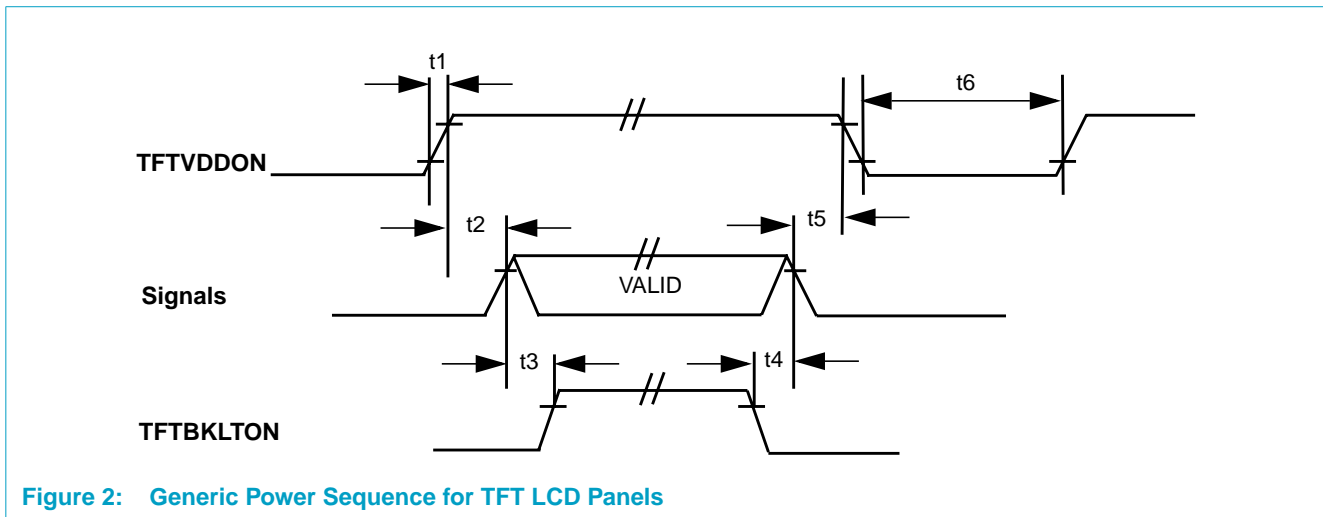 t1
t6
TFTVDDON
t2
t5
VALID
Signals
t3
t4
TFTBKLTON
Figure 2: Generic Power Sequence for TFT LCD Panels